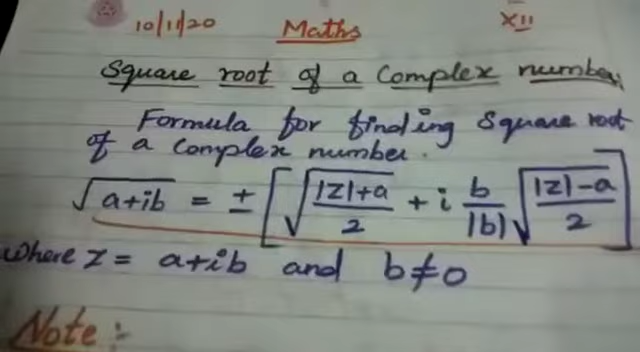 10/11/20 Maths XII
Square root of a Complex number
Formula for finding Square root
of a complex number.
√(a+ib) = ± [√((|z|+a)/2) + i b/|b| √((|z|-a)/2)]
where z = a+ib and b≠0
Note :-